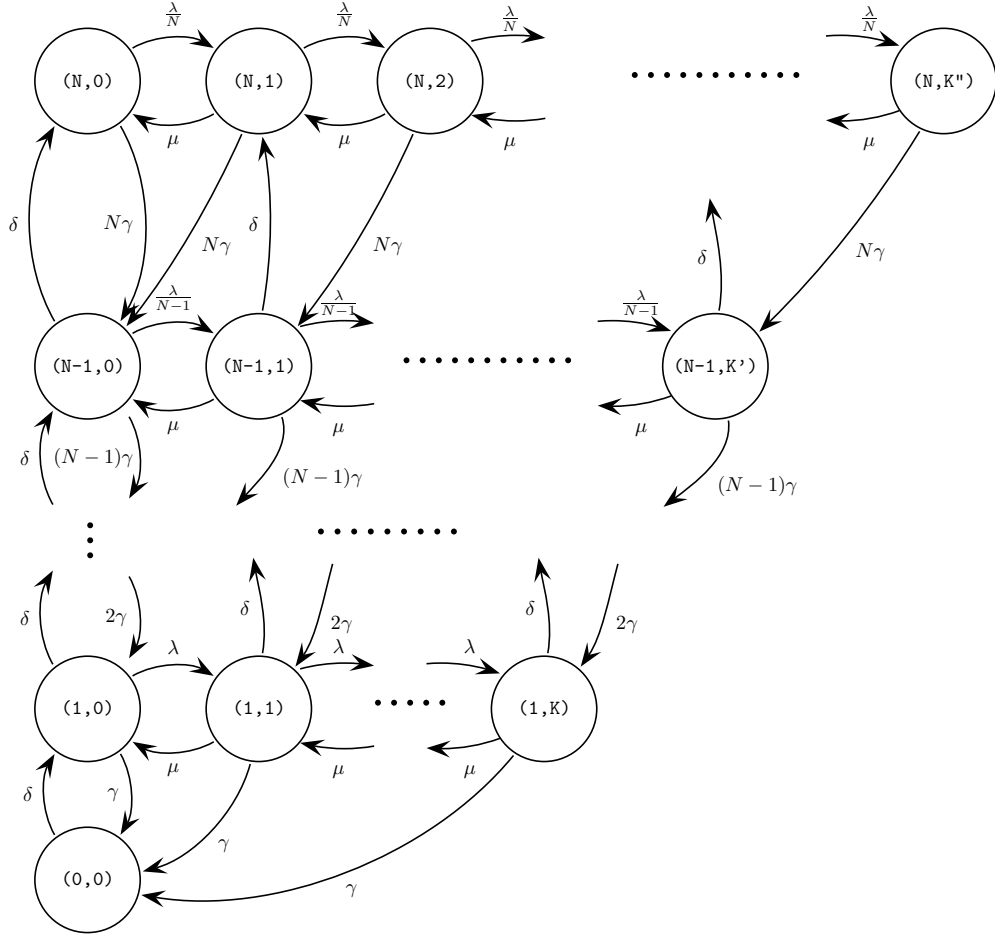 λ/N λ/N λ/N λ/N
(N,0) (N,1) (N,2) (N,K")
μ μ μ μ
δ Nγ Nγ δ Nγ δ Nγ
λ/N−1 λ/N−1 λ/N−1
(N-1,0) (N-1,1) (N-1,K')
μ μ μ
δ (N − 1)γ (N − 1)γ (N − 1)γ
δ 2γ δ 2γ δ 2γ
λ λ λ
(1,0) (1,1) (1,K)
μ μ μ
δ γ γ γ
(0,0)